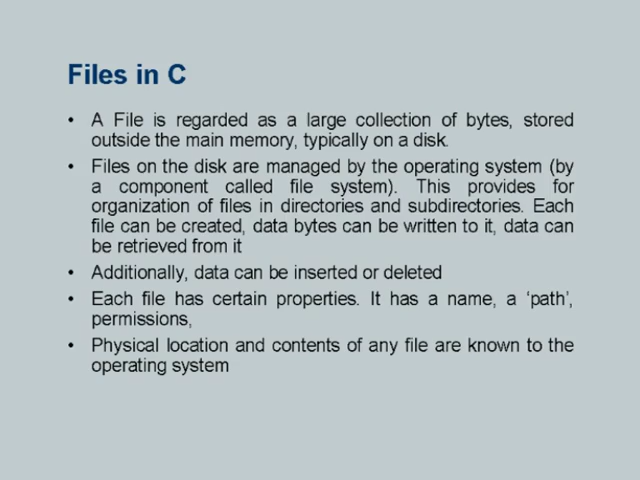 Files in C
• A File is regarded as a large collection of bytes, stored
outside the main memory, typically on a disk.
• Files on the disk are managed by the operating system (by
a component called file system). This provides for
organization of files in directories and subdirectories. Each
file can be created, data bytes can be written to it, data can
be retrieved from it
• Additionally, data can be inserted or deleted
• Each file has certain properties. It has a name, a ‘path’,
permissions,
• Physical location and contents of any file are known to the
operating system